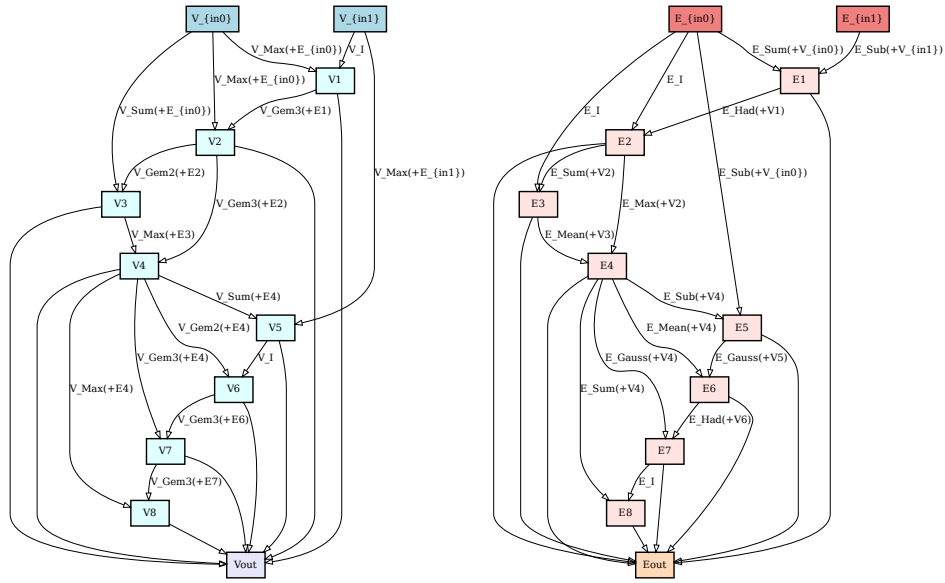 V_{in0}
V_{in1}
E_{in0}
E_{in1}
V_Max(+E_{in0})
V_I
E_Sum(+V_{in0})
E_Sub(+V_{in1})
V1
E1
V_Max(+E_{in0})
E_I
V_Sum(+E_{in0})
V_Gem3(+E1)
E_I
E_Had(+V1)
V2
E2
V_Gem2(+E2)
V_Max(+E_{in1})
E_Sum(+V2)
E_Sub(+V_{in0})
V3
V_Gem3(+E2)
E3
E_Max(+V2)
V_Max(+E3)
E_Mean(+V3)
V4
E4
V_Sum(+E4)
E_Sub(+V4)
V5
E5
V_Gem2(+E4)
E_Mean(+V4)
V_Gem3(+E4)
V_I
E_Gauss(+V4)
E_Gauss(+V5)
V_Max(+E4)
V6
E_Sum(+V4)
E6
V_Gem3(+E6)
E_Had(+V6)
V7
E7
V_Gem3(+E7)
E_I
V8
E8
Vout
Eout